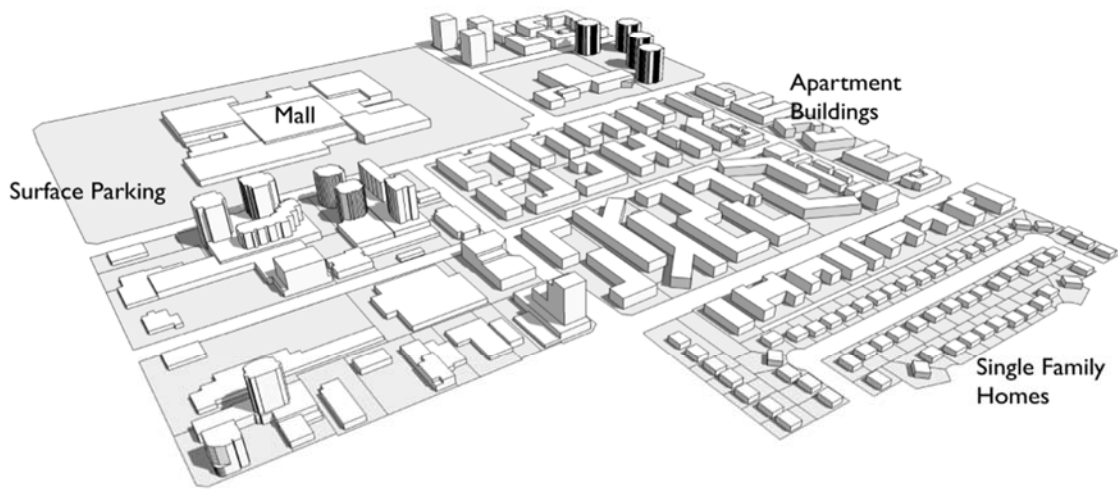 Mall
Apartment
Buildings
Surface Parking
Single Family
Homes